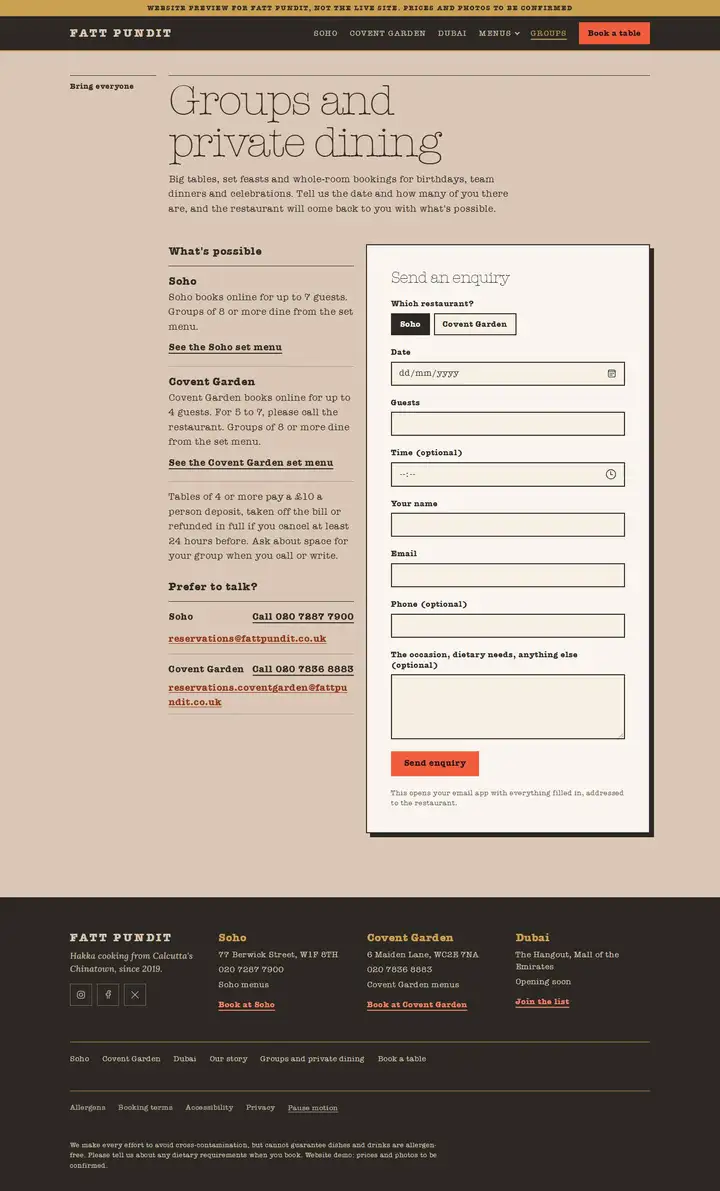 WEBSITE PREVIEW FOR FATT PUNDIT, NOT THE LIVE SITE. PRICES AND PHOTOS TO BE CONFIRMED
FATT PUNDIT
SOHO COVENT GARDEN DUBAI MENUS GROUPS Book a table
Bring everyone
Groups and
private dining
Big tables, set feasts and whole-room bookings for birthdays, team
dinners and celebrations. Tell us the date and how many of you there
are, and the restaurant will come back to you with what's possible.
What's possible
Soho
Soho books online for up to 7 guests.
Groups of 8 or more dine from the set
menu.
See the Soho set menu
Covent Garden
Covent Garden books online for up to
4 guests. For 5 to 7, please call the
restaurant. Groups of 8 or more dine
from the set menu.
See the Covent Garden set menu
Tables of 4 or more pay a £10 a
person deposit, taken off the bill or
refunded in full if you cancel at least
24 hours before. Ask about space for
your group when you call or write.
Prefer to talk?
Soho Call 020 7287 7900
reservations@fattpundit.co.uk
Covent Garden Call 020 7836 8883
reservations.coventgarden@fattpu
ndit.co.uk
Send an enquiry
Which restaurant?
Soho Covent Garden
Date
dd/mm/yyyy
Guests
Time (optional)
--:--
Your name
Email
Phone (optional)
The occasion, dietary needs, anything else
(optional)
Send enquiry
This opens your email app with everything filled in, addressed
to the restaurant.
FATT PUNDIT
Hakka cooking from Calcutta's
Chinatown, since 2019.
Soho
77 Berwick Street, W1F 8TH
020 7287 7900
Soho menus
Book at Soho
Covent Garden
6 Maiden Lane, WC2E 7NA
020 7836 8883
Covent Garden menus
Book at Covent Garden
Dubai
The Hangout, Mall of the
Emirates
Opening soon
Join the list
Soho Covent Garden Dubai Our story Groups and private dining Book a table
Allergens Booking terms Accessibility Privacy Pause motion
We make every effort to avoid cross-contamination, but cannot guarantee dishes and drinks are allergen-
free. Please tell us about any dietary requirements when you book. Website demo: prices and photos to be
confirmed.